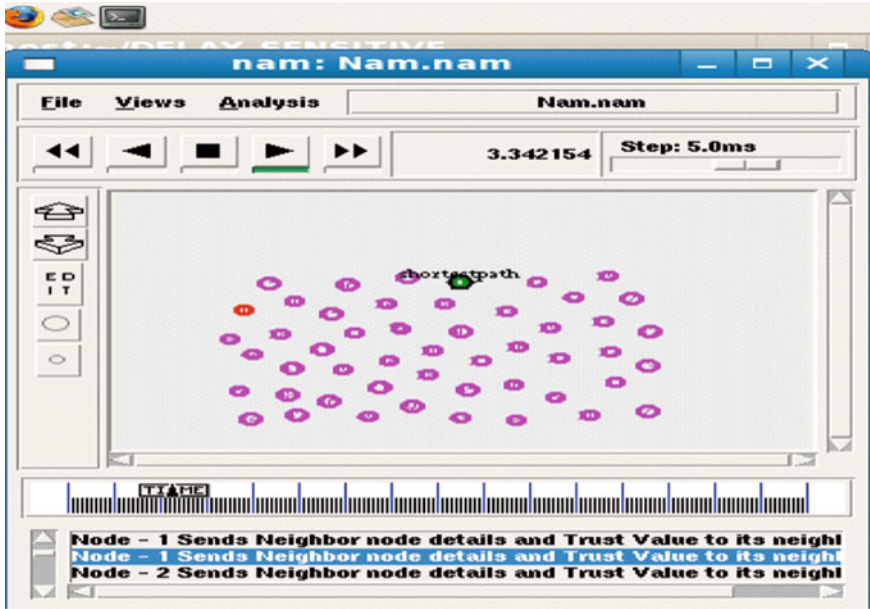 DELAY_SENSITIVE
nam: Nam.nam
File Views Analysis Nam.nam
3.342154 Step: 5.0ms
ED
IT
shortestpath
TIME
Node - 1 Sends Neighbor node details and Trust Value to its neighl
Node - 1 Sends Neighbor node details and Trust Value to its neighl
Node - 2 Sends Neighbor node details and Trust Value to its neighl